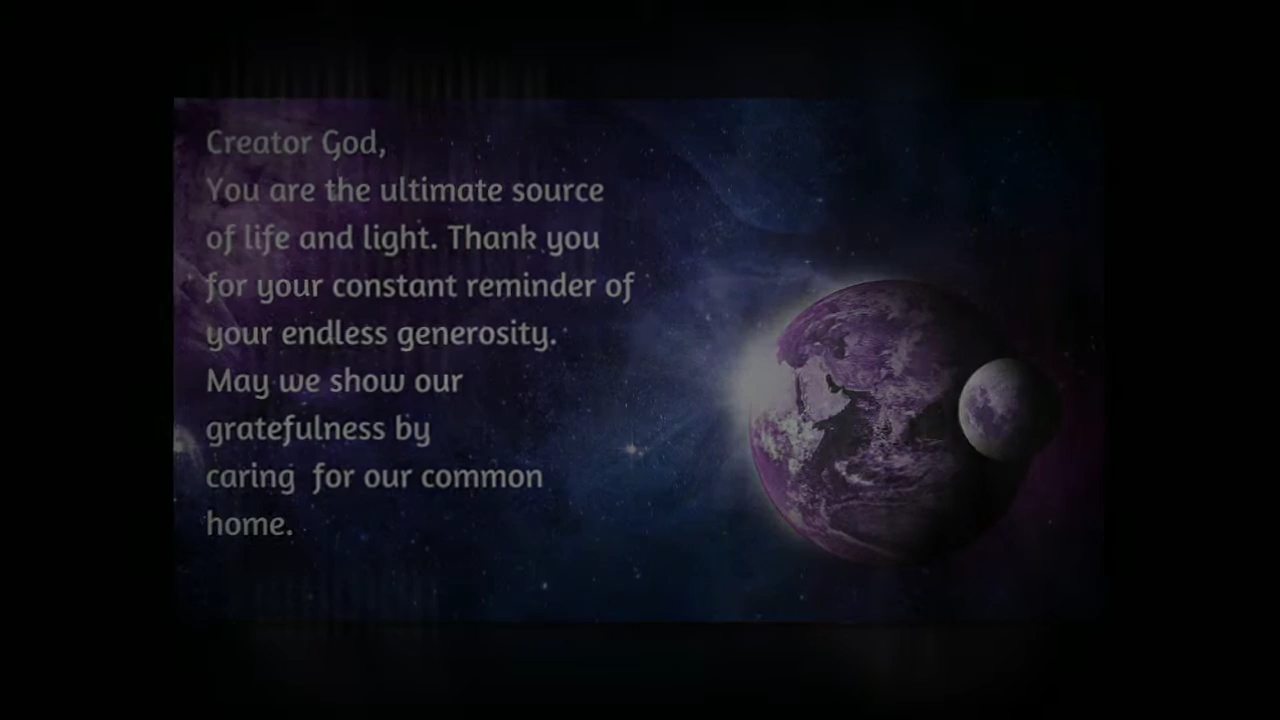 Creator God,
You are the ultimate source
of life and light. Thank you
for your constant reminder of
your endless generosity.
May we show our
gratefulness by
caring  for our common
home.